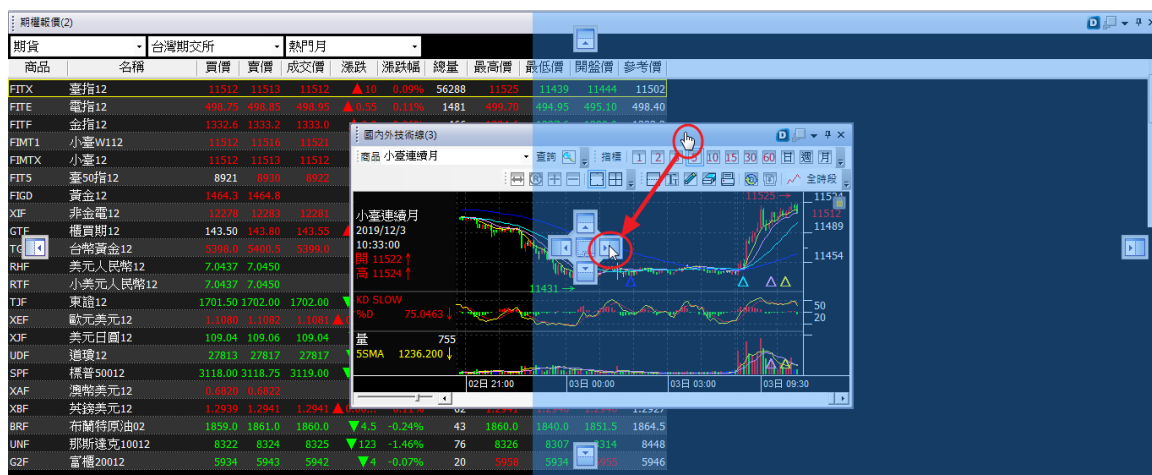 期權報價(2)
期貨 台灣期交所 熱門月
商品 名稱 買價 賣價 成交價 漲跌 漲跌幅 總量 最高價 最低價 開盤價 參考價
FITX 臺指12 11512 11513 11512 ▲10 0.09% 56288 11525 11439 11444 11502
FITE 電指12 498.75 498.85 498.95 ▲0.55 0.11% 1481 499.70 494.95 495.10 498.40
FITF 金指12 1332.6 1333.2 1333.0
FIMT1 小臺W112 11512 11516 11521
FIMTX 小臺12 11512 11513 11512
FIT5 臺50指12 8921 8930 8922
FIGD 黃金12 1464.3 1464.8
XIF 非金電12 12278 12283 12281
GTF 櫃買期12 143.50 143.80 143.55
台幣黃金12 5398.0 5400.5 5399.0
RHF 美元人民幣12 7.0437 7.0450
RTF 小美元人民幣12 7.0437 7.0450
TJF 東證12 1701.50 1702.00 1702.00
XEF 歐元美元12 1.1080 1.1082 1.1081
XJF 美元日圓12 109.04 109.06 109.04
UDF 道瓊12 27813 27817 27817
SPF 標普50012 3118.00 3118.75 3119.00
XAF 澳幣美元12 0.6820 0.6822
XBF 英鎊美元12 1.2939 1.2941 1.2941
BRF 布蘭特原油02 1859.0 1861.0 1860.0 ▼4.5 -0.24% 43 1860.0 1840.0 1851.5 1864.5
UNF 那斯達克10012 8322 8324 8325 ▼123 -1.46% 76 8326 8307 8314 8448
G2F 富櫃20012 5934 5943 5942 ▼4 -0.07% 20 5958 5934 5955 5946
國內外技術線(3)
商品 小臺連續月 查詢 指標 1 2 3 5 10 15 30 60 日 週 月
全時段
小臺連續月
2019/12/3
10:33:00
開 11522↑
高 11524↑
11525→
11524
11512
11489
11454
11431→
KD SLOW
%D 75.0463↓
50
20
量 755
5SMA 1236.200↓
02日 21:00 03日 00:00 03日 03:00 03日 09:30